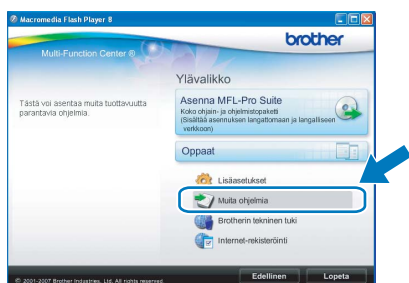 Macromedia Flash Player 8
brother
Multi-Function Center ®
Ylävalikko
Tästä voi asentaa muita tuottavuutta
parantavia ohjelmia.
Asenna MFL-Pro Suite
Koko ohjain- ja ohjelmistopaketti
(Sisältää asennuksen langattomaan ja langalliseen
verkkoon)
Oppaat
Lisäasetukset
Muita ohjelmia
Brotherin tekninen tuki
Internet-rekisteröinti
© 2001-2007 Brother Industries, Ltd. All rights reserved.
Edellinen
Lopeta